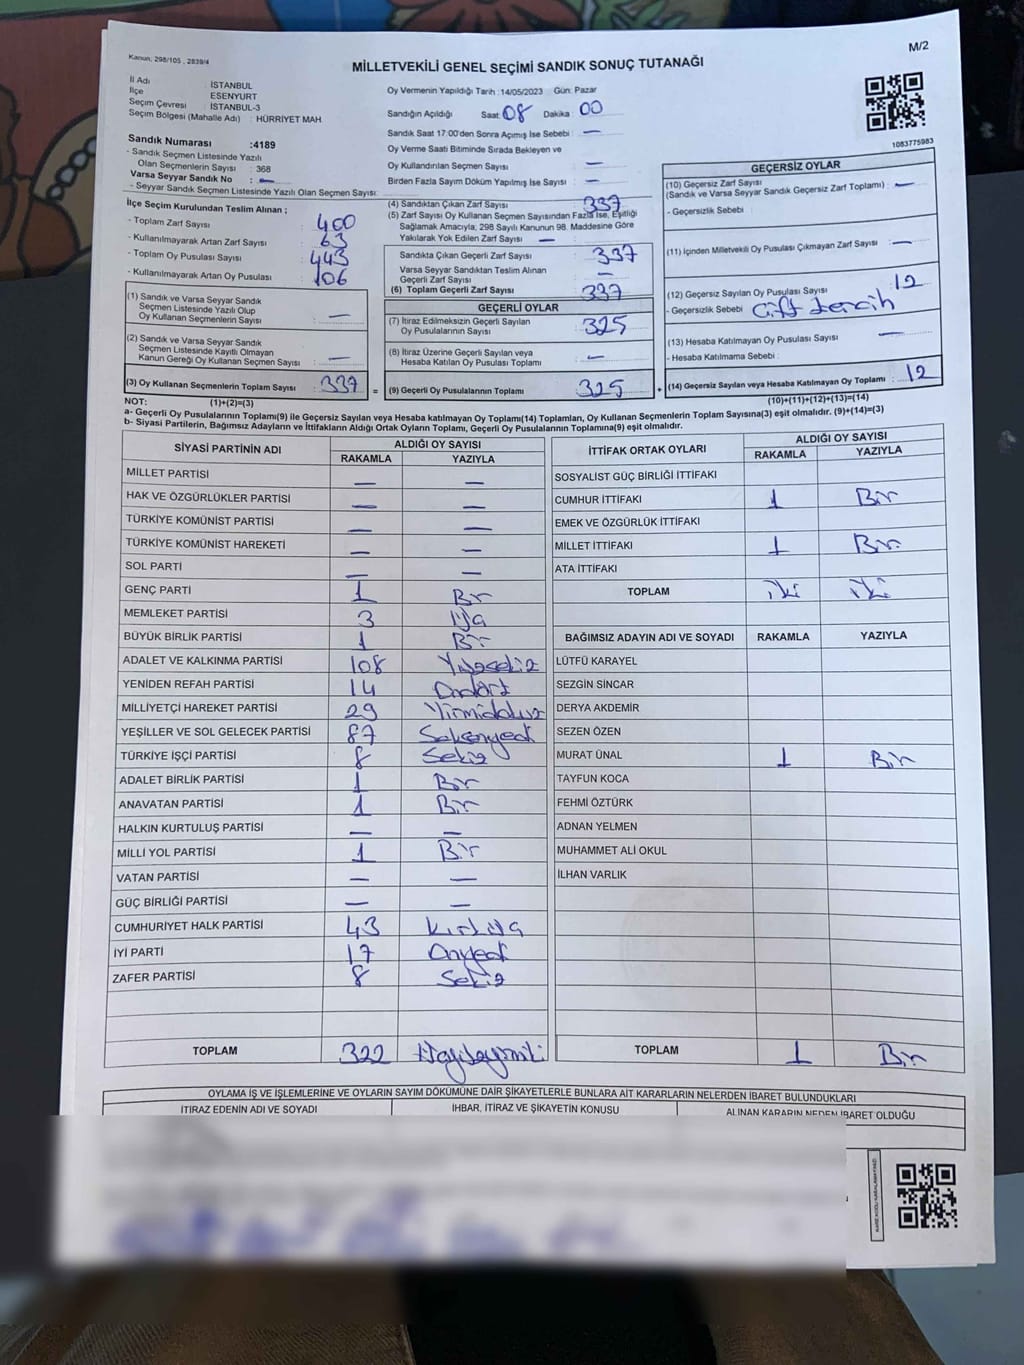 Kanun, 298/105 , 2839/4
M/2
MİLLETVEKİLİ GENEL SEÇİMİ SANDIK SONUÇ TUTANAĞI
İl Adı : İSTANBUL
İlçe ESENYURT
Seçim Çevresi : İSTANBUL-3
Seçim Bölgesi (Mahalle Adı) : HÜRRİYET MAH.
Sandık Numarası :4189
- Sandık Seçmen Listesinde Yazılı
Olan Seçmenlerin Sayısı : 368
Varsa Seyyar Sandık No : —
- Seyyar Sandık Seçmen Listesinde Yazılı Olan Seçmen Sayısı:
Oy Vermenin Yapıldığı Tarih : 14/05/2023 Gün: Pazar
Sandığın Açıldığı Saat: 08 Dakika : 00
Sandık Saat 17:00'den Sonra Açımış İse Sebebi : —
Oy Verme Saati Bitiminde Sırada Bekleyen ve
Oy Kullandırılan Seçmen Sayısı : —
Birden Fazla Sayım Döküm Yapılmış İse Sayısı : —
1083775983
İlçe Seçim Kurulundan Teslim Alınan ;
- Toplam Zarf Sayısı : 400
- Kullanılmayarak Artan Zarf Sayısı : 63
- Toplam Oy Pusulası Sayısı : 443
- Kullanılmayarak Artan Oy Pusulası : 106
(1) Sandık ve Varsa Seyyar Sandık
Seçmen Listesinde Yazılı Olup
Oy Kullanan Seçmenlerin Sayısı : —
(2) Sandık ve Varsa Seyyar Sandık
Seçmen Listesinde Kayıtlı Olmayan
Kanun Gereği Oy Kullanan Seçmen Sayısı : —
(3) Oy Kullanan Seçmenlerin Toplam Sayısı : 337 =
(4) Sandıktan Çıkan Zarf Sayısı : 337
(5) Zarf Sayısı Oy Kullanan Seçmen Sayısından Fazla İse, Eşitliği
Sağlamak Amacıyla, 298 Sayılı Kanunun 98. Maddesine Göre
Yakılarak Yok Edilen Zarf Sayısı : —
Sandıkta Çıkan Geçerli Zarf Sayısı : 337
Varsa Seyyar Sandıktan Teslim Alınan
Geçerli Zarf Sayısı : —
(6) Toplam Geçerli Zarf Sayısı : 337
GEÇERLİ OYLAR
(7) İtiraz Edilmeksizin Geçerli Sayılan
Oy Pusulalarının Sayısı : 325
(8) İtiraz Üzerine Geçerli Sayılan veya
Hesaba Katılan Oy Pusulası Toplamı : —
(9) Geçerli Oy Pusulalarının Toplamı : 325 +
GEÇERSİZ OYLAR
(10) Geçersiz Zarf Sayısı
(Sandık ve Varsa Seyyar Sandık Geçersiz Zarf Toplamı) : —
- Geçersizlik Sebebi :
(11) İçinden Milletvekili Oy Pusulası Çıkmayan Zarf Sayısı : —
(12) Geçersiz Sayılan Oy Pusulası Sayısı : 12
- Geçersizlik Sebebi : Çift tercih
(13) Hesaba Katılmayan Oy Pusulası Sayısı : —
- Hesaba Katılmama Sebebi :
(14) Geçersiz Sayılan veya Hesaba Katılmayan Oy Toplamı : 12
NOT: (1)+(2)=(3) (10)+(11)+(12)+(13)=(14)
a- Geçerli Oy Pusulalarının Toplamı(9) ile Geçersiz Sayılan veya Hesaba katılmayan Oy Toplamı(14) Toplamları, Oy Kullanan Seçmenlerin Toplam Sayısına(3) eşit olmalıdır. (9)+(14)=(3)
b- Siyasi Partilerin, Bağımsız Adayların ve İttifakların Aldığı Ortak Oyların Toplamı, Geçerli Oy Pusulalarının Toplamına(9) eşit olmalıdır.
SİYASİ PARTİNİN ADI ALDIĞI OY SAYISI
RAKAMLA YAZIYLA
MİLLET PARTİSİ — —
HAK VE ÖZGÜRLÜKLER PARTİSİ — —
TÜRKİYE KOMÜNİST PARTİSİ — —
TÜRKİYE KOMÜNİST HAREKETİ — —
SOL PARTİ — —
GENÇ PARTİ 1 Bir
MEMLEKET PARTİSİ 3 Üç
BÜYÜK BİRLİK PARTİSİ 1 Bir
ADALET VE KALKINMA PARTİSİ 108 Yüzsekiz
YENİDEN REFAH PARTİSİ 14 Ondört
MİLLİYETÇİ HAREKET PARTİSİ 29 Yirmidokuz
YEŞİLLER VE SOL GELECEK PARTİSİ 87 Seksenyedi
TÜRKİYE İŞÇİ PARTİSİ 8 Sekiz
ADALET BİRLİK PARTİSİ 1 Bir
ANAVATAN PARTİSİ 1 Bir
HALKIN KURTULUŞ PARTİSİ — —
MİLLİ YOL PARTİSİ 1 Bir
VATAN PARTİSİ — —
GÜÇ BİRLİĞİ PARTİSİ — —
CUMHURİYET HALK PARTİSİ 43 Kırküç
İYİ PARTİ 17 Onyedi
ZAFER PARTİSİ 8 Sekiz
TOPLAM 322
İTTİFAK ORTAK OYLARI ALDIĞI OY SAYISI
RAKAMLA YAZIYLA
SOSYALİST GÜÇ BİRLİĞİ İTTİFAKI
CUMHUR İTTİFAKI 1 Bir
EMEK VE ÖZGÜRLÜK İTTİFAKI
MİLLET İTTİFAKI 1 Bir
ATA İTTİFAKI
TOPLAM iki iki
BAĞIMSIZ ADAYIN ADI VE SOYADI RAKAMLA YAZIYLA
LÜTFÜ KARAYEL
SEZGİN SİNCAR
DERYA AKDEMİR
SEZEN ÖZEN
MURAT ÜNAL 1 Bir
TAYFUN KOCA
FEHMİ ÖZTÜRK
ADNAN YELMEN
MUHAMMET ALİ OKUL
İLHAN VARLIK
TOPLAM 1 Bir
OYLAMA İŞ VE İŞLEMLERİNE VE OYLARIN SAYIM DÖKÜMÜNE DAİR ŞİKAYETLERLE BUNLARA AİT KARARLARIN NELERDEN İBARET BULUNDUKLARI
İTİRAZ EDENİN ADI VE SOYADI İHBAR, İTİRAZ VE ŞİKAYETİN KONUSU ALINAN KARARIN NEDEN İBARET OLDUĞU